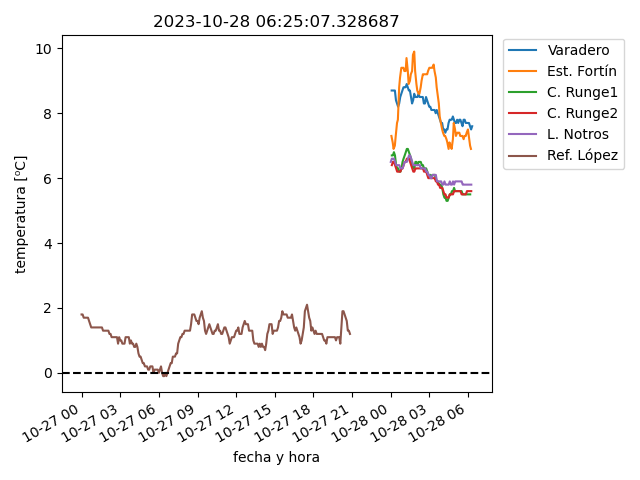 2023-10-28 06:25:07.328687
temperatura [ºC]
10
8
6
4
2
0
10-27 00
10-27 03
10-27 06
10-27 09
10-27 12
10-27 15
10-27 18
10-27 21
10-28 00
10-28 03
10-28 06
fecha y hora
Varadero
Est. Fortín
C. Runge1
C. Runge2
L. Notros
Ref. López